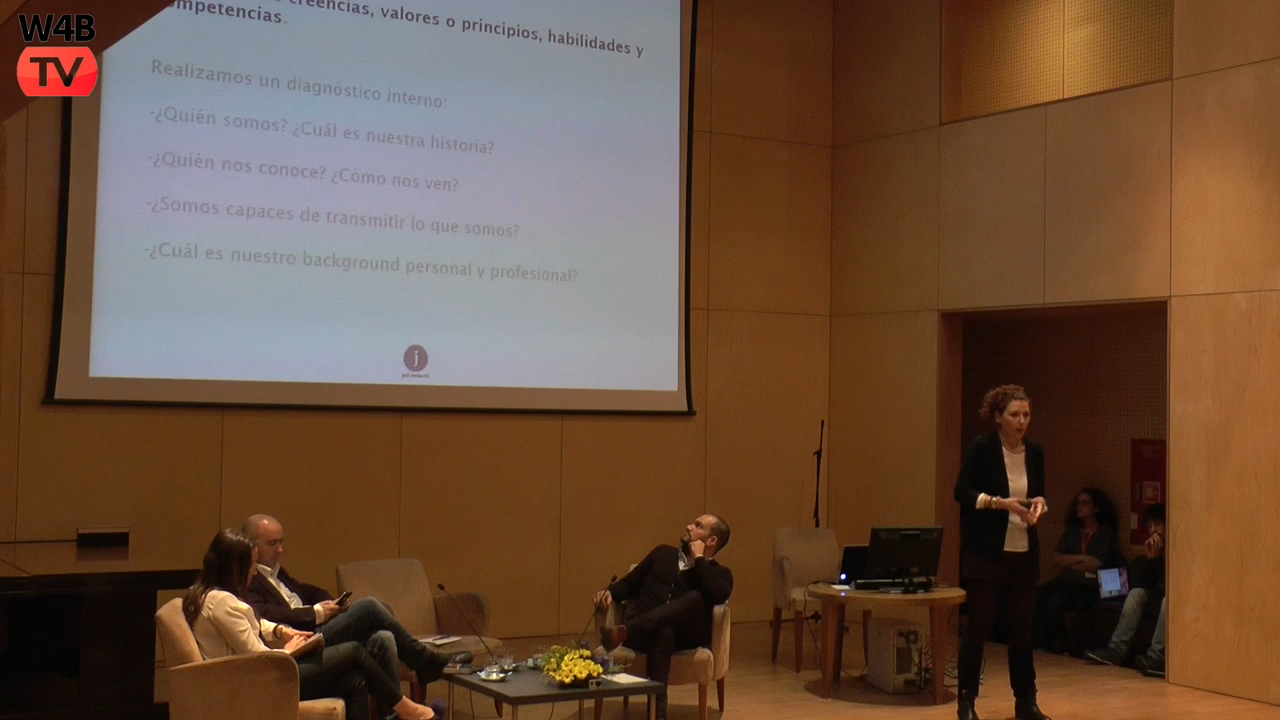 W4B
TV
creencias, valores o principios, habilidades y
competencias.
Realizamos un diagnóstico interno:
-¿Quién somos? ¿Cuál es nuestra historia?
-¿Quién nos conoce? ¿Cómo nos ven?
-¿Somos capaces de transmitir lo que somos?
-¿Cuál es nuestro background personal y profesional?
j